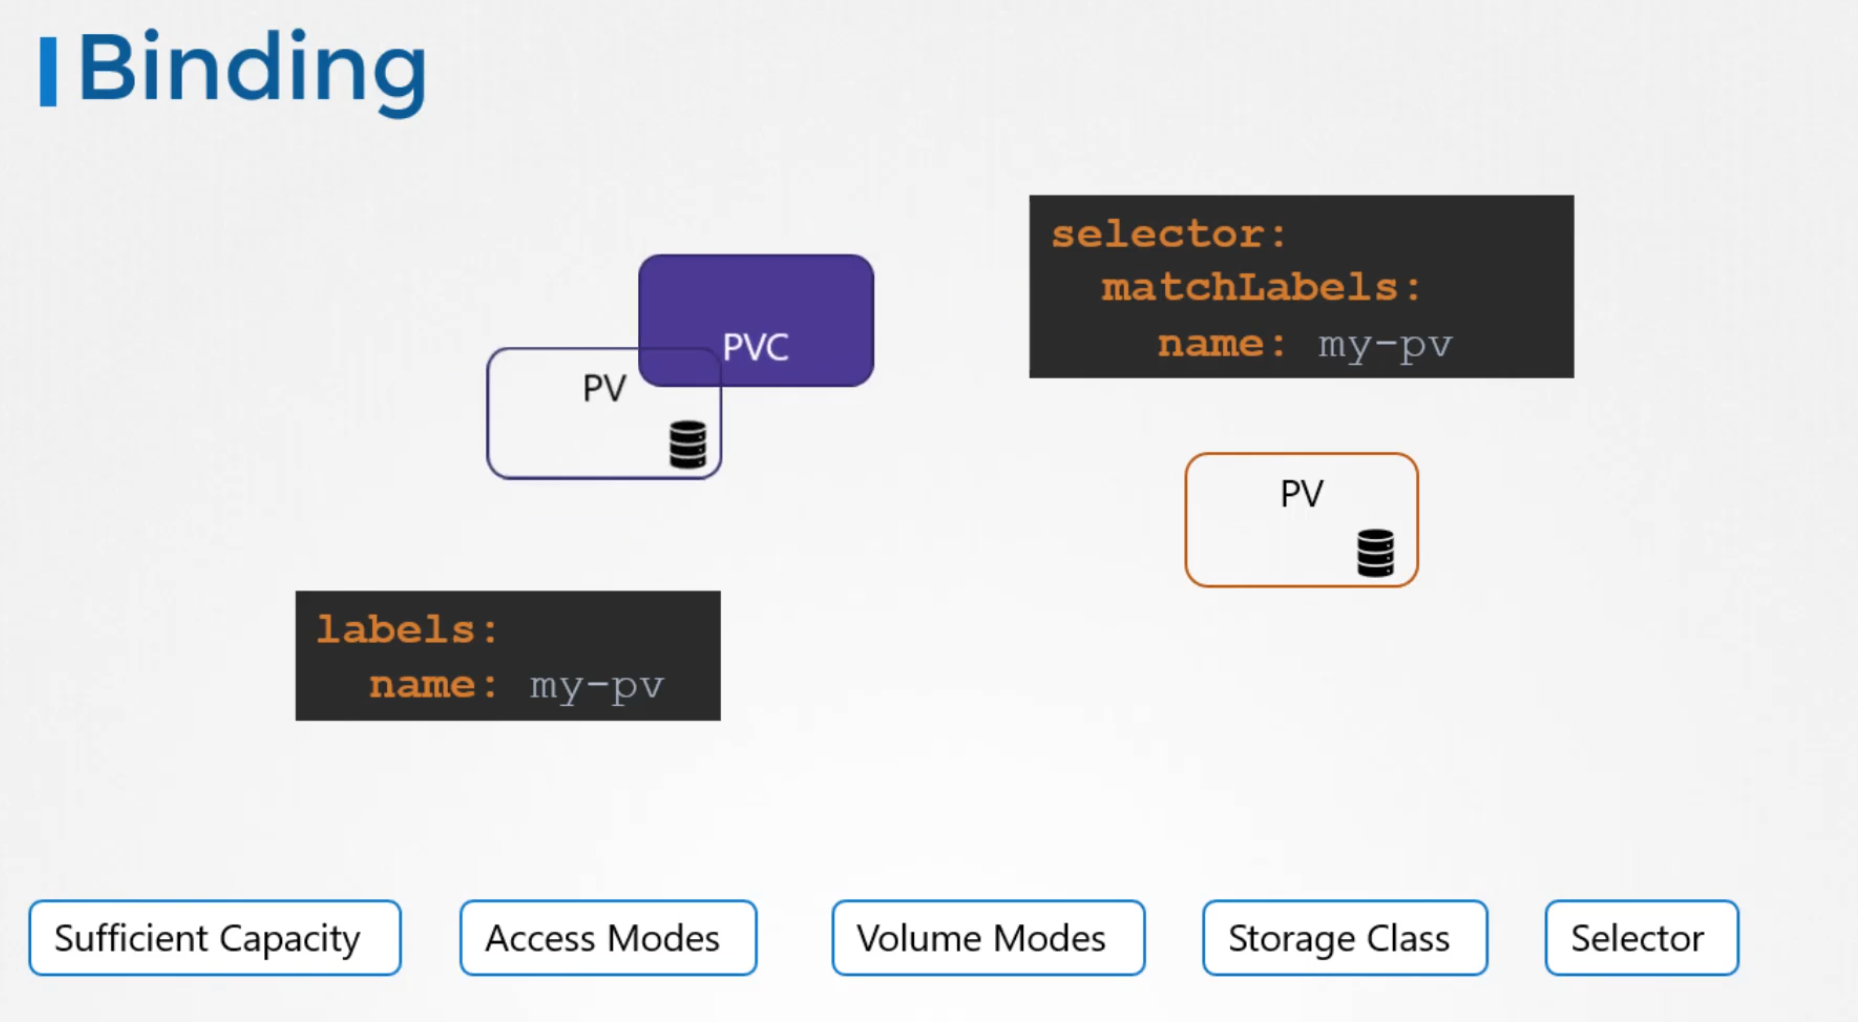 Binding
selector:
matchLabels:
name: my-pv
PVC
PV
PV
labels:
name: my-pv
Sufficient Capacity
Access Modes
Volume Modes
Storage Class
Selector